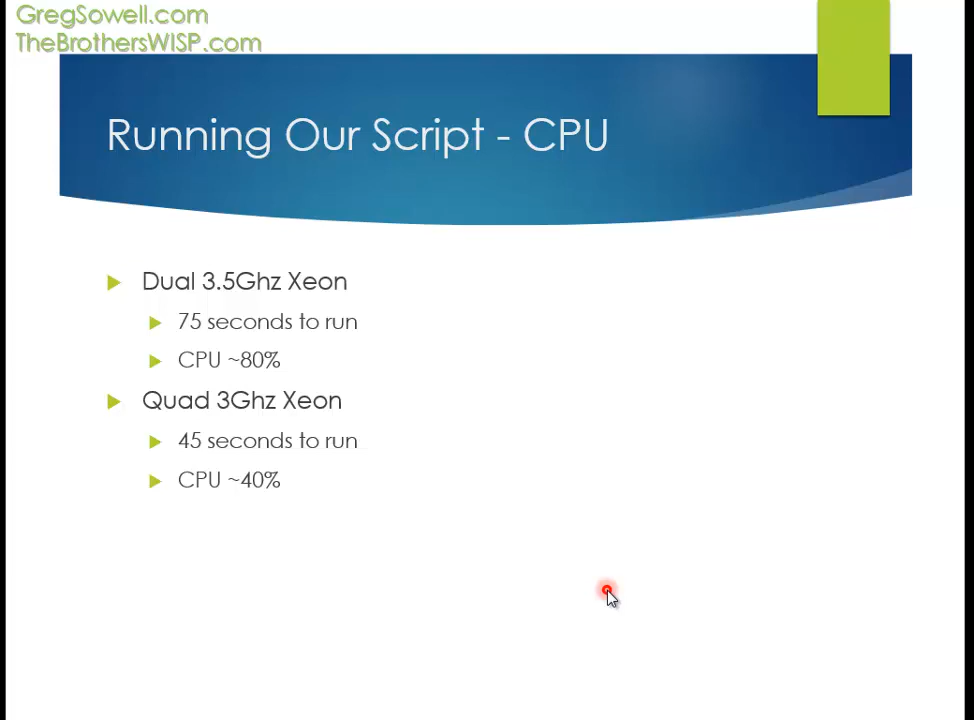 GregSowell.com
TheBrothersWISP.com
Running Our Script - CPU
Dual 3.5Ghz Xeon
75 seconds to run
CPU ~80%
Quad 3Ghz Xeon
45 seconds to run
CPU ~40%